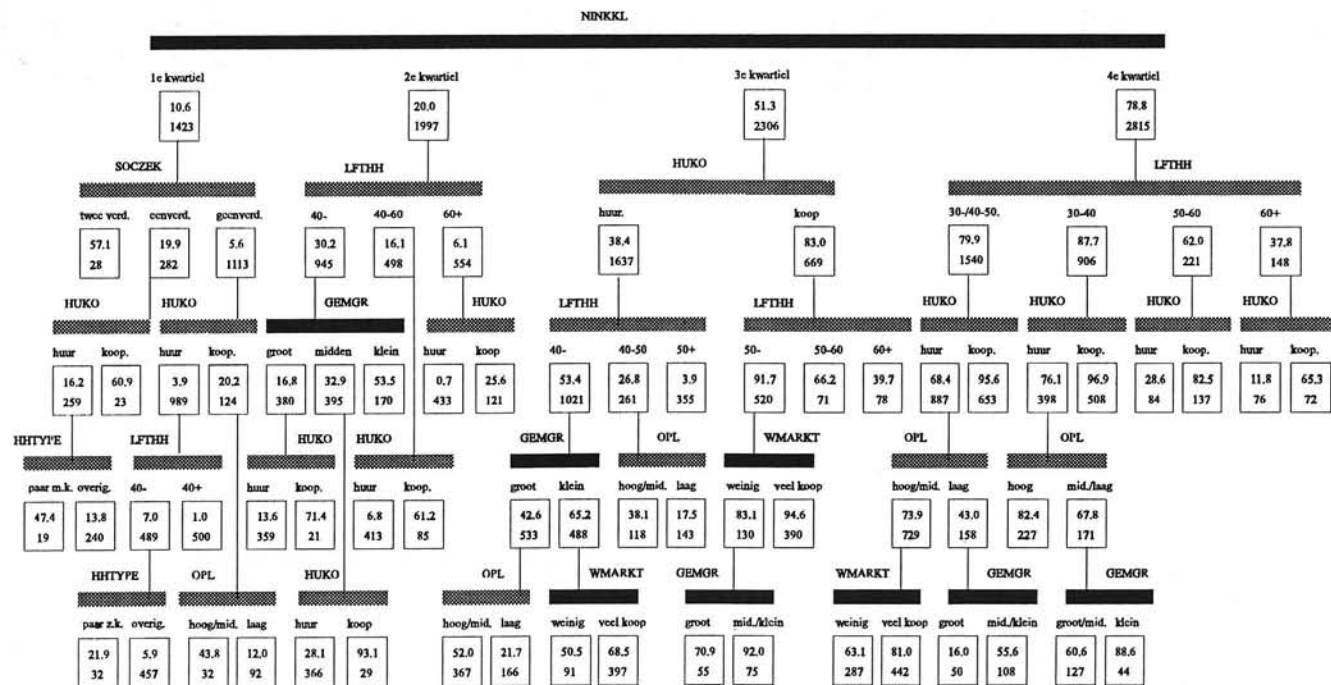 NINKKL
1e kwartiel 2e kwartiel 3e kwartiel 4e kwartiel
10.6 20.0 51.3 78.8
1423 1997 2306 2815
SOCZEK LFTHH HUKO LFTHH
twee verd. eenverd. geenverd. 40- 40-60 60+ huur. koop 30-/40-50. 30-40 50-60 60+
57.1 19.9 5.6 30.2 16.1 6.1 38.4 83.0 79.9 87.7 62.0 37.8
28 282 1113 945 498 554 1637 669 1540 906 221 148
HUKO HUKO GEMGR HUKO LFTHH LFTHH HUKO HUKO HUKO HUKO
huur koop. huur koop. groot midden klein huur koop 40- 40-50 50+ 50- 50-60 60+ huur koop. huur koop. huur koop. huur koop.
16.2 60.9 3.9 20.2 16.8 32.9 53.5 0.7 25.6 53.4 26.8 3.9 91.7 66.2 39.7 68.4 95.6 76.1 96.9 28.6 82.5 11.8 65.3
259 23 989 124 380 395 170 433 121 1021 261 355 520 71 78 887 653 398 508 84 137 76 72
HHTYPE LFTHH HUKO HUKO GEMGR OPL WMARKT OPL OPL
paar m.k. overig. 40- 40+ huur koop. huur koop. groot klein hoog/mid. laag weinig veel koop hoog/mid. laag hoog mid./laag
47.4 13.8 7.0 1.0 13.6 71.4 6.8 61.2 42.6 65.2 38.1 17.5 83.1 94.6 73.9 43.0 82.4 67.8
19 240 489 500 359 21 413 85 533 488 118 143 130 390 729 158 227 171
HHTYPE OPL HUKO OPL WMARKT GEMGR WMARKT GEMGR GEMGR
paar z.k. overig. hoog/mid. laag huur koop hoog/mid. laag weinig veel koop groot mid./klein weinig veel koop groot mid./klein groot/mid. klein
21.9 5.9 43.8 12.0 28.1 93.1 52.0 21.7 50.5 68.5 70.9 92.0 63.1 81.0 16.0 55.6 60.6 88.6
32 457 32 92 366 29 367 166 91 397 55 75 287 442 50 108 127 44